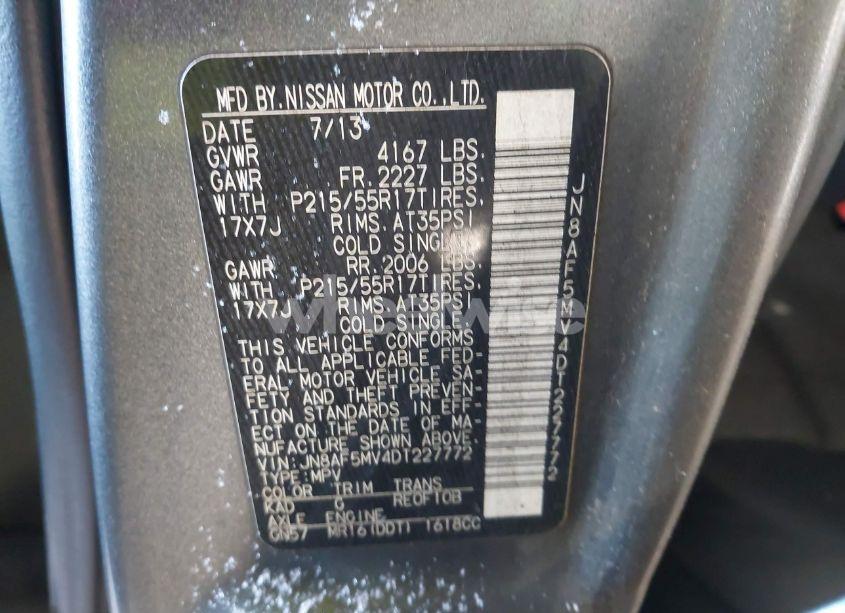 MFD BY.NISSAN MOTOR CO.,LTD.
DATE 7/13
GVWR 4167 LBS.
GAWR FR.2227 LBS.
WITH P215/55R17TIRES.
17X7J RIMS.AT35PSI
COLD SINGLE.
GAWR RR.2006 LBS.
WITH P215/55R17TIRES.
17X7J RIMS.AT35PSI
COLD SINGLE.
THIS VEHICLE CONFORMS
TO ALL APPLICABLE FED-
ERAL MOTOR VEHICLE SA-
FETY AND THEFT PREVEN-
TION STANDARDS IN EFF-
ECT ON THE DATE OF MA-
NUFACTURE SHOWN ABOVE.
VIN:JN8AF5MV4DT227772
TYPE:MPV
COLOR TRIM TRANS
KAD G RE0F10B
AXLE ENGINE
GN57 MR16(DDT) 1618CC
JN8AF5MV4DT227772